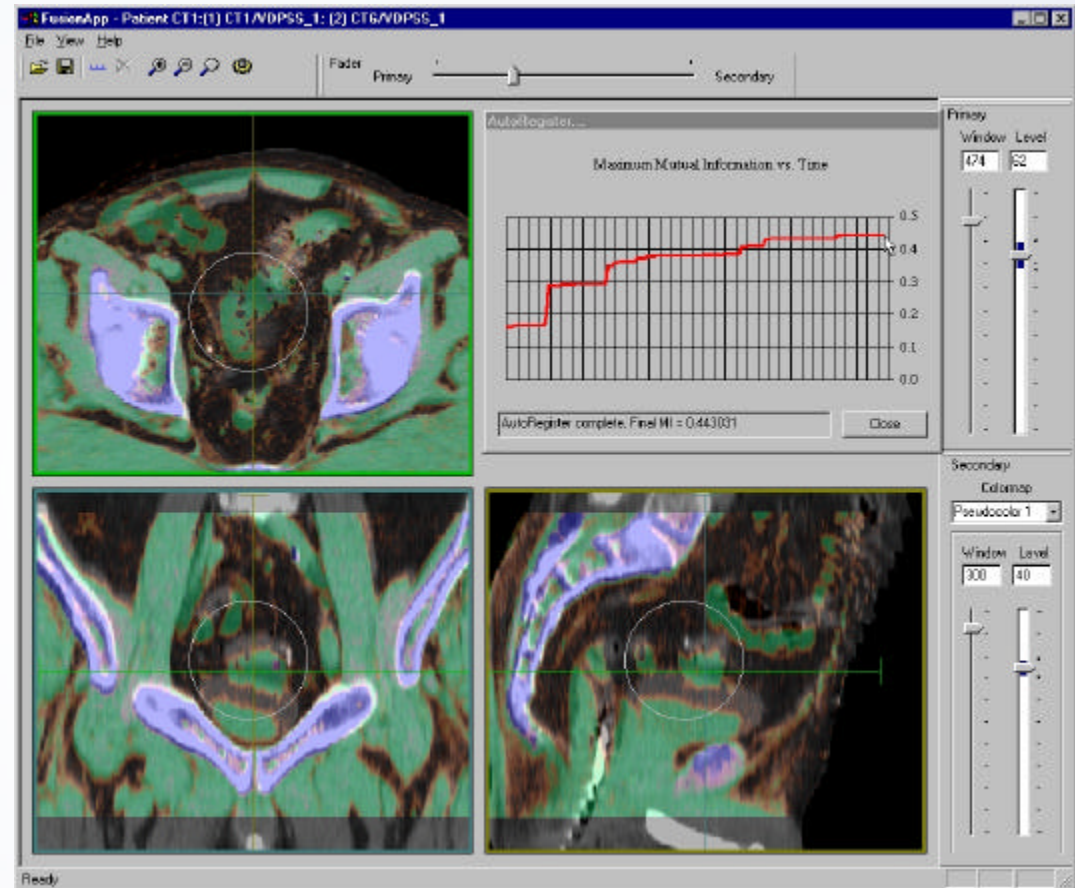 FusionApp - Patient CT1:(1) CT1/VDPSS_1: (2) CT6/VDPSS_1
File View Help
Fader
Primary
Secondary
AutoRegister...
Maximum Mutual Information vs. Time
0.5
0.4
0.3
0.2
0.1
0.0
AutoRegister complete. Final MI = 0.443031
Close
Primary
Window Level
474 62
Secondary
Colormap
Pseudocolor 1
Window Level
300 40
Ready